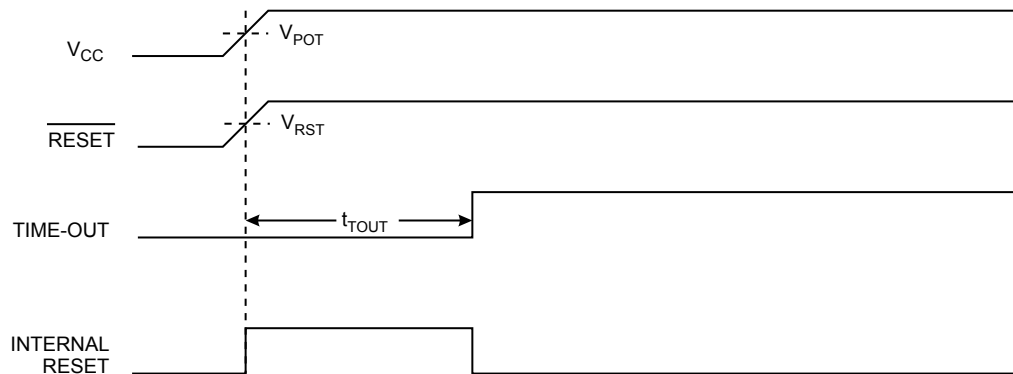 VCC
VPOT
RESET
VRST
TIME-OUT
tTOUT
INTERNAL
RESET